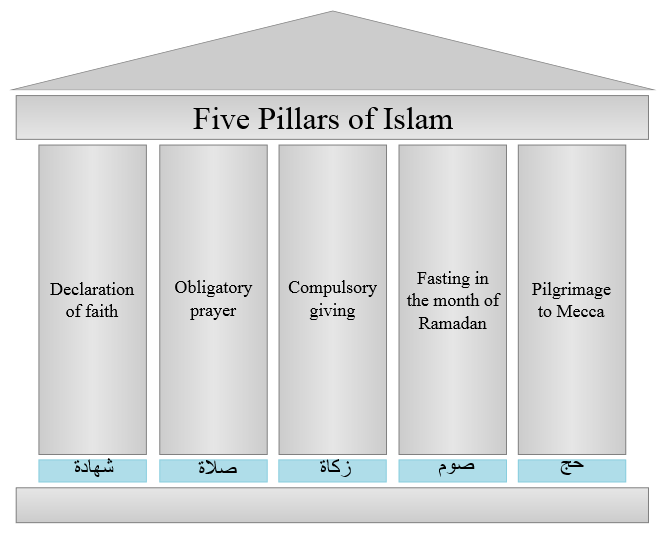 Five Pillars of Islam
Declaration
of faith
Obligatory
prayer
Compulsory
giving
Fasting in
the month of
Ramadan
Pilgrimage
to Mecca
شهادة
صلاة
زكاة
صوم
حج